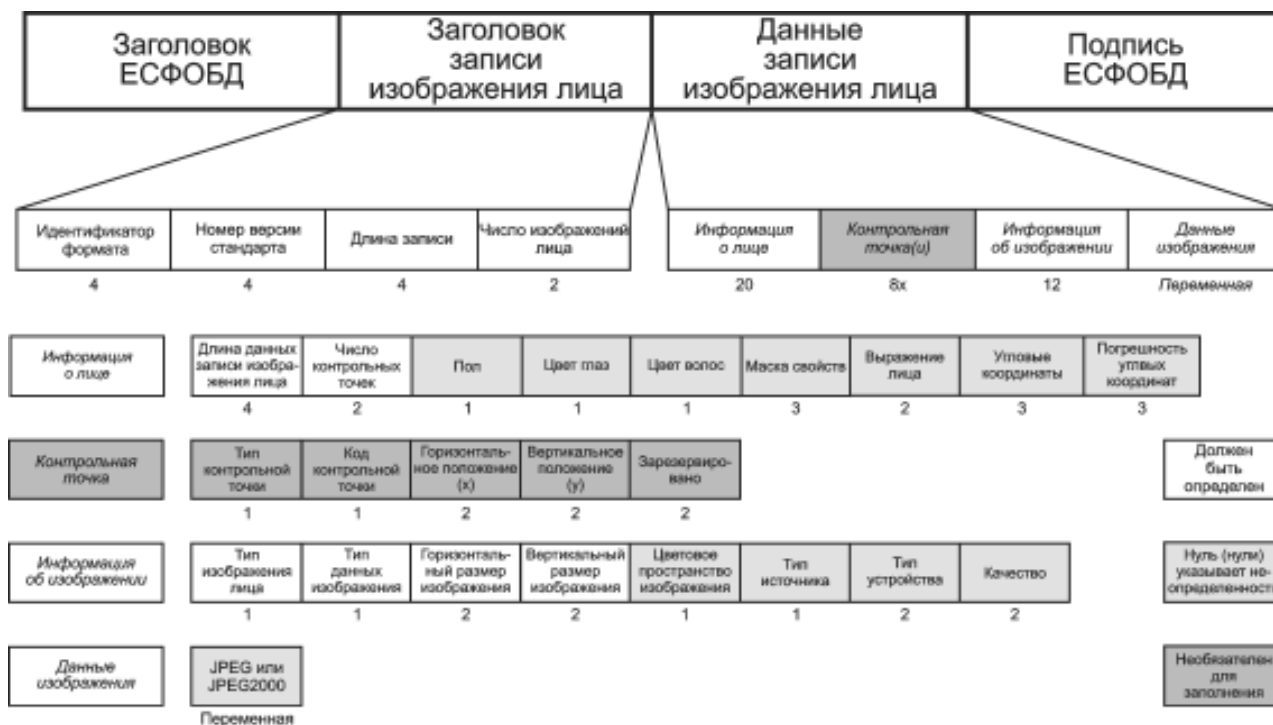 Заголовок
ЕСФОБД
Заголовок
записи
изображения лица
Данные
записи
изображения лица
Подпись
ЕСФОБД
Идентификатор
формата
Номер версии
стандарта
Длина записи
Число изображений
лица
Информация
о лице
Контрольная
точка(и)
Информация
об изображении
Данные
изображения
4
4
4
2
20
8х
12
Переменная
Информация
о лице
Длина данных
записи изобра-
жения лица
Число
контрольных
точек
Пол
Цвет глаз
Цвет волос
Маска свойств
Выражение
лица
Угловые
координаты
Погрешность
углвых
координат
4
2
1
1
1
3
2
3
3
Контрольная
точка
Тип
контрольной
точки
Код
контрольной
точки
Горизонталь-
ное положение
(x)
Вертикальное
положение
(y)
Зарезервиро-
вано
Должен
быть
определен
1
1
2
2
2
Информация
об изображении
Тип
изображения
лица
Тип
данных
изображения
Горизонталь-
ный размер
изображения
Вертикальный
размер
изображения
Цветовое
пространство
изображения
Тип
источника
Тип
устройства
Качество
Нуль (нули)
указывает не-
определенность
1
1
2
2
1
1
2
2
Данные
изображения
JPEG или
JPEG2000
Необязателен
для
заполнения
Переменная